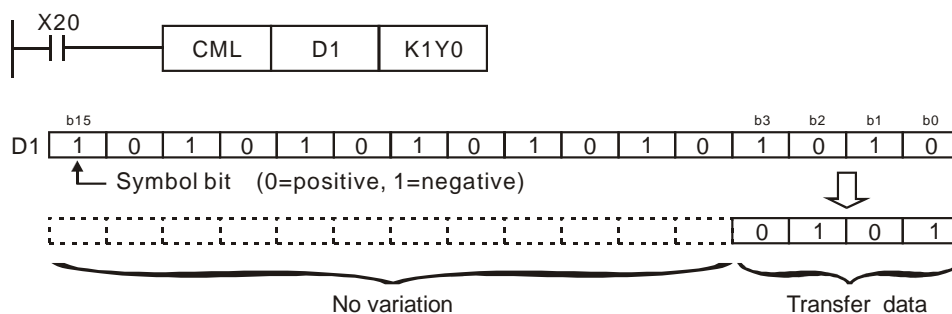 X20
CML D1 K1Y0
b15 b3 b2 b1 b0
D1 1 0 1 0 1 0 1 0 1 0 1 0 1 0 1 0
Symbol bit (0=positive, 1=negative)
0 1 0 1
No variation Transfer data